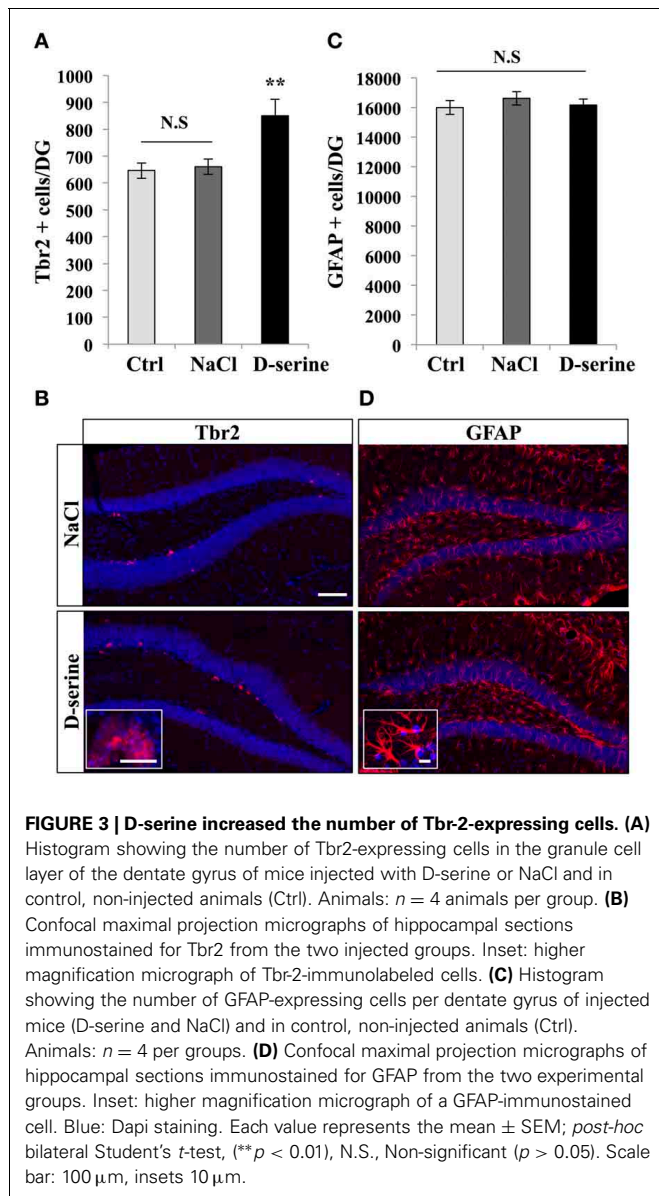 A
C
1000
900
800
700
600
500
400
300
200
100
0
Tbr2 + cells/DG
N.S
**
Ctrl NaCl D-serine
18000
16000
14000
12000
10000
8000
6000
4000
2000
0
GFAP + cells/DG
N.S
Ctrl NaCl D-serine
B
D
Tbr2
GFAP
NaCl
D-serine
FIGURE 3 | D-serine increased the number of Tbr-2-expressing cells. (A)
Histogram showing the number of Tbr2-expressing cells in the granule cell
layer of the dentate gyrus of mice injected with D-serine or NaCl and in
control, non-injected animals (Ctrl). Animals: n = 4 animals per group. (B)
Confocal maximal projection micrographs of hippocampal sections
immunostained for Tbr2 from the two injected groups. Inset: higher
magnification micrograph of Tbr-2-immunolabeled cells. (C) Histogram
showing the number of GFAP-expressing cells per dentate gyrus of injected
mice (D-serine and NaCl) and in control, non-injected animals (Ctrl).
Animals: n = 4 per groups. (D) Confocal maximal projection micrographs of
hippocampal sections immunostained for GFAP from the two experimental
groups. Inset: higher magnification micrograph of a GFAP-immunostained
cell. Blue: Dapi staining. Each value represents the mean ± SEM; post-hoc
bilateral Student's t-test, (**p < 0.01), N.S., Non-significant (p > 0.05). Scale
bar: 100 μm, insets 10 μm.